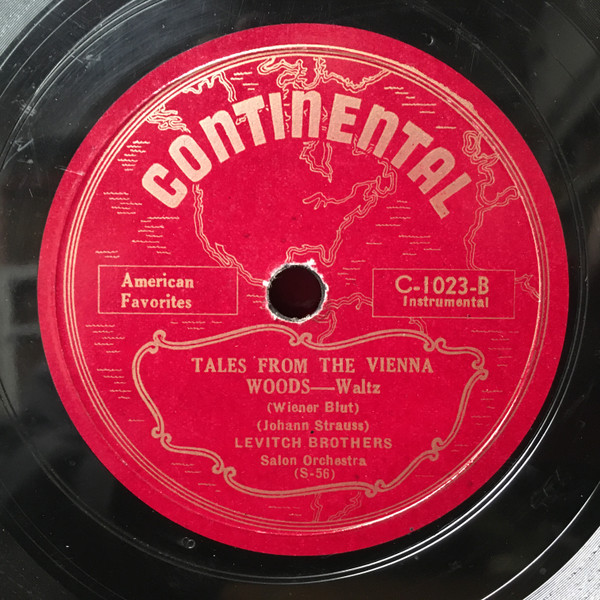 CONTINENTAL
American
Favorites
C-1023-B
Instrumental
TALES FROM THE VIENNA
WOODS—Waltz
(Wiener Blut)
(Johann Strauss)
LEVITCH BROTHERS
Salon Orchestra
(S-56)